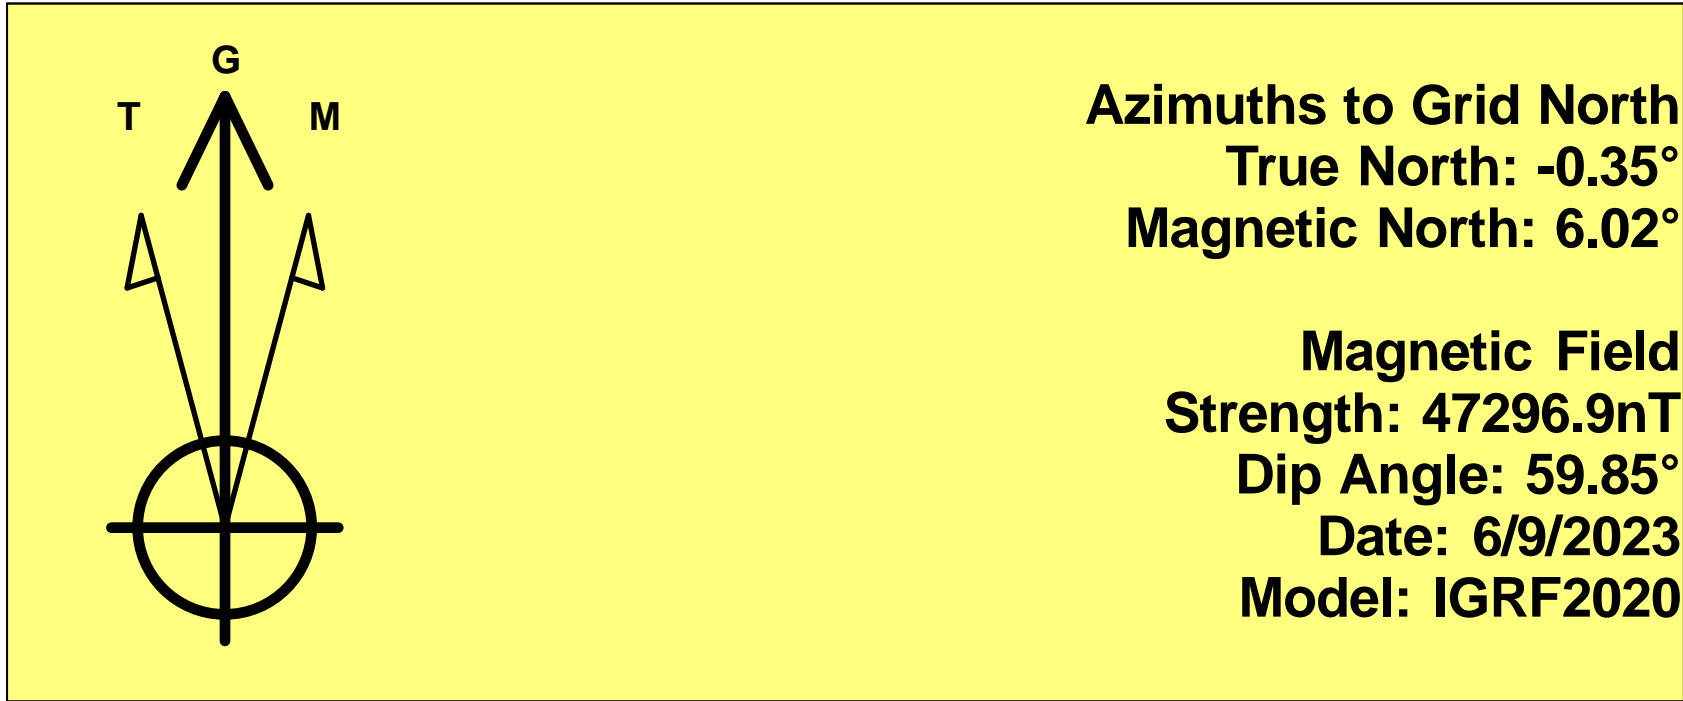 G
T
M
Azimuths to Grid North
True North: -0.35°
Magnetic North: 6.02°
Magnetic Field
Strength: 47296.9nT
Dip Angle: 59.85°
Date: 6/9/2023
Model: IGRF2020